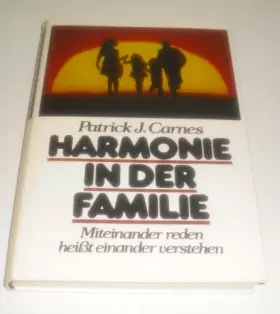 Patrick J. Carnes
HARMONIE
IN DER
FAMILIE
Miteinander reden
heißt einander verstehen